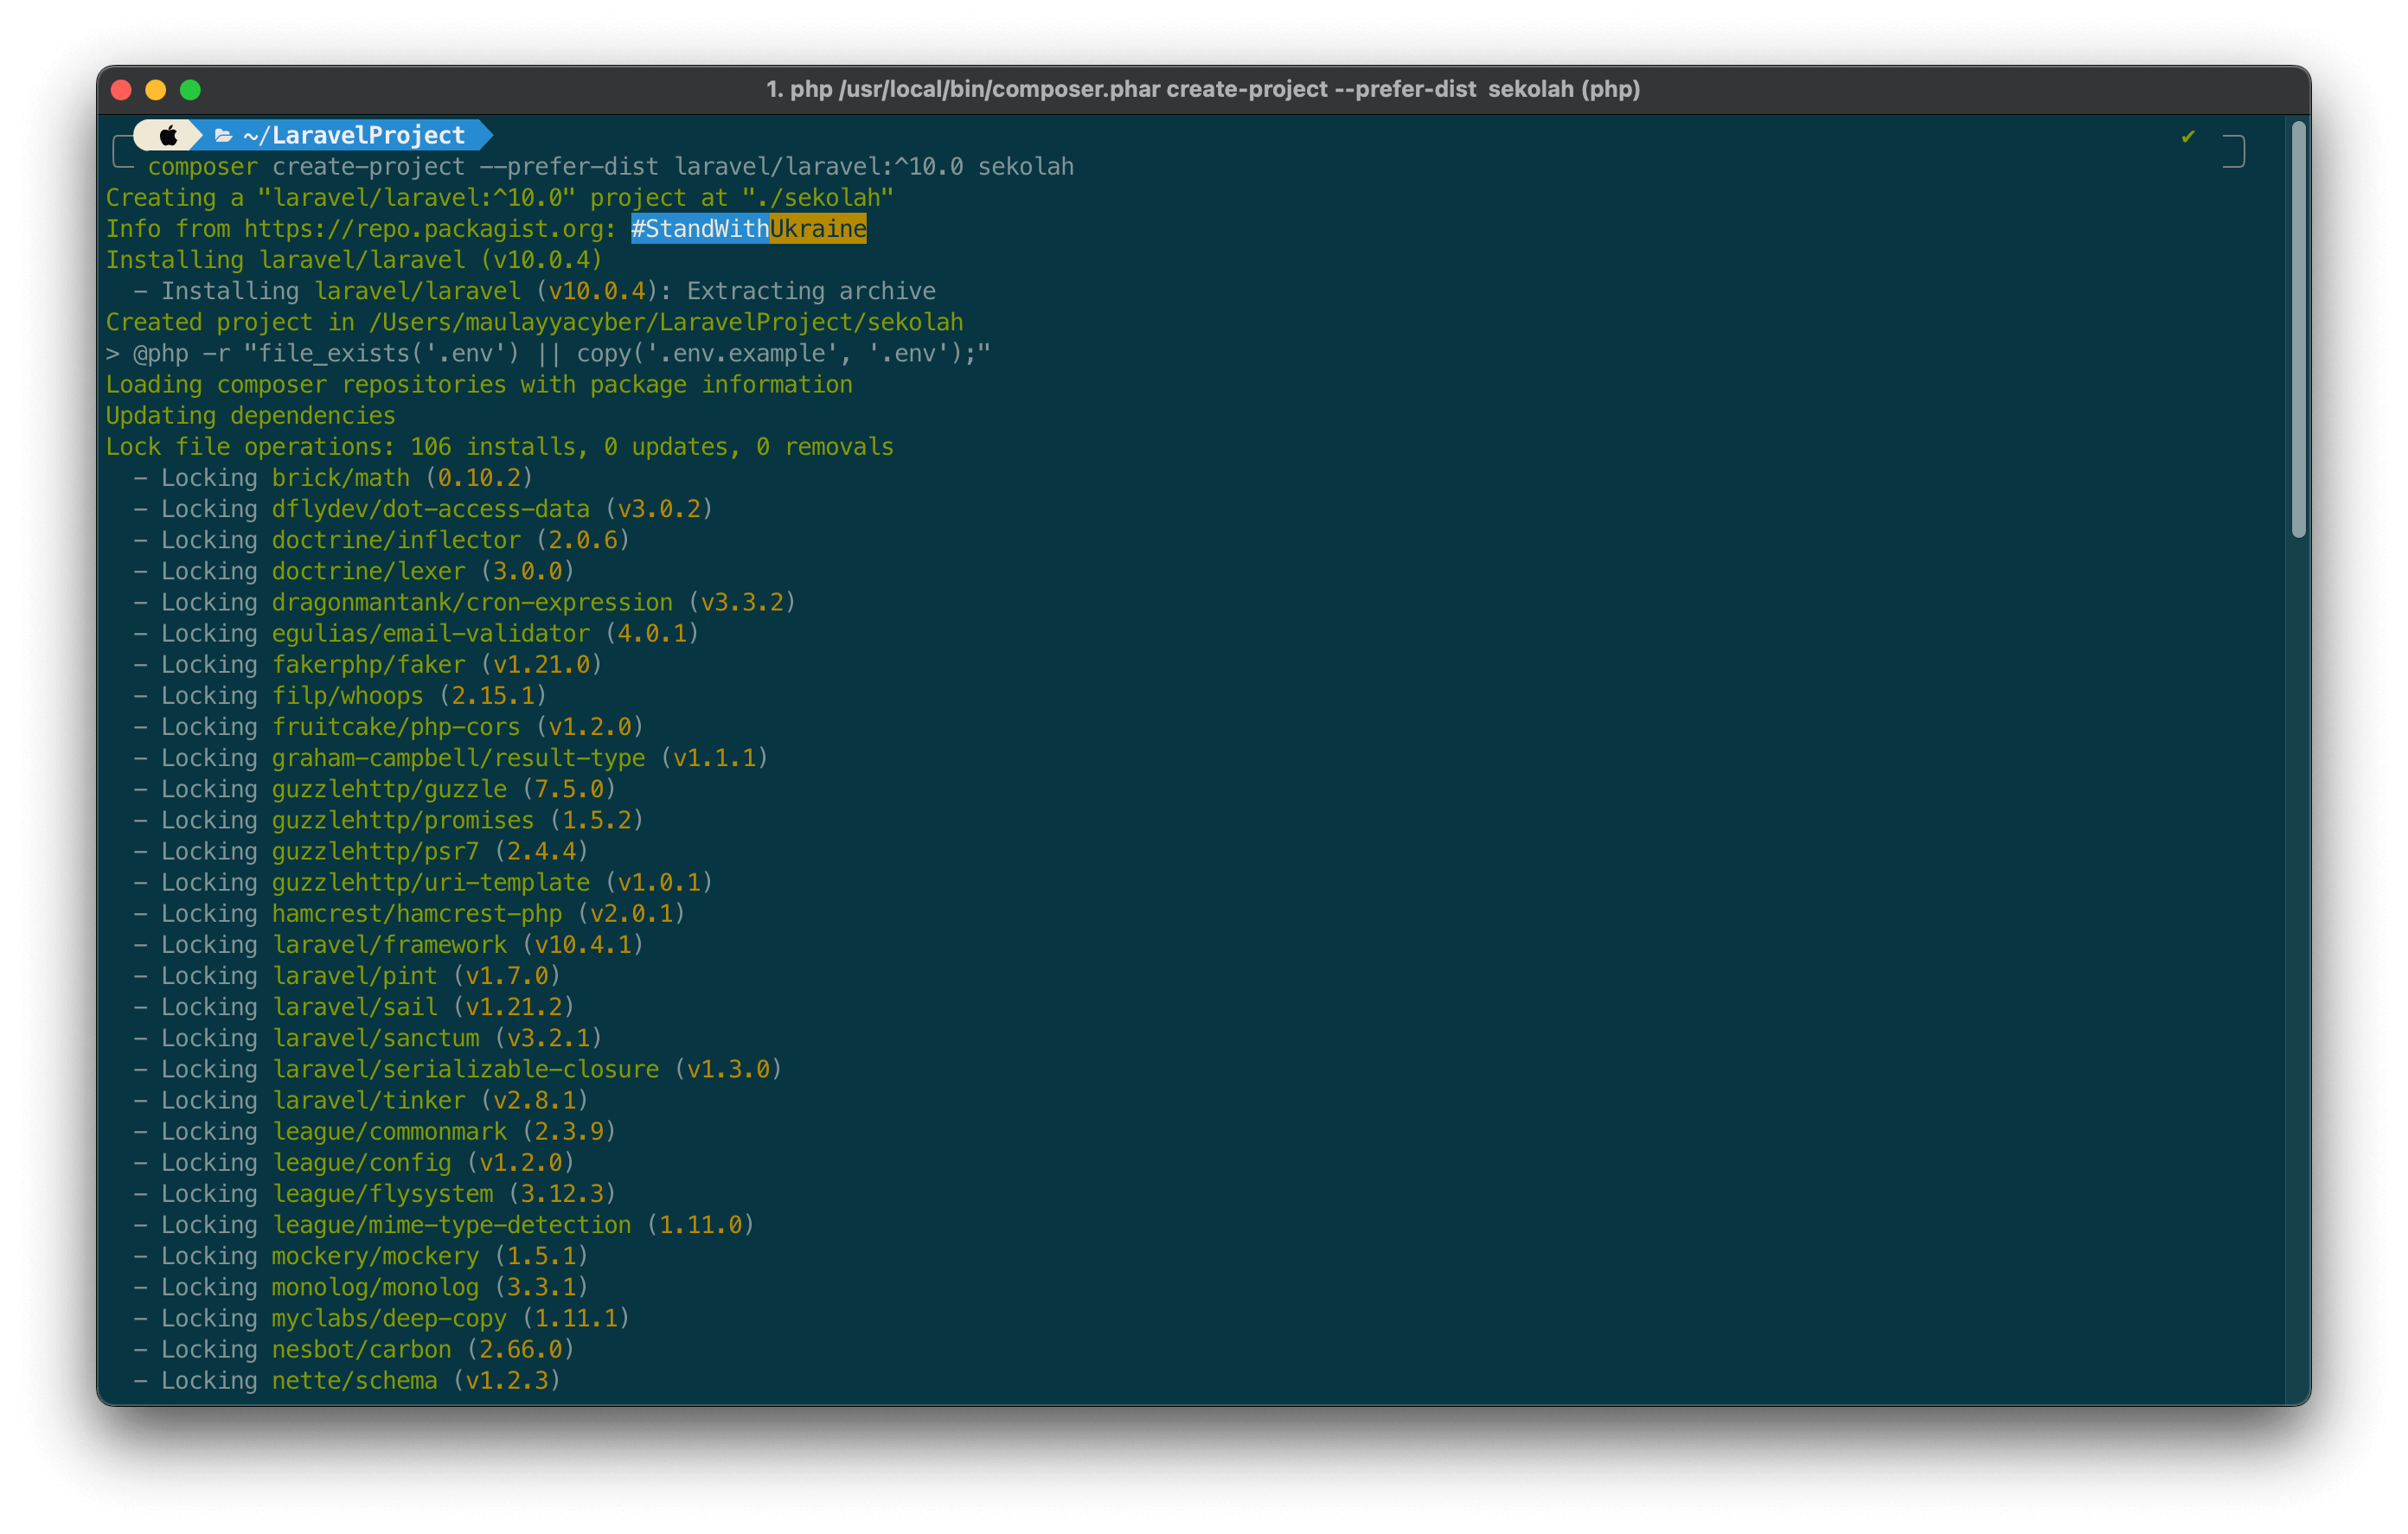 1. php /usr/local/bin/composer.phar create-project --prefer-dist  sekolah (php)
~/LaravelProject ✔
composer create-project --prefer-dist laravel/laravel:^10.0 sekolah
Creating a "laravel/laravel:^10.0" project at "./sekolah"
Info from https://repo.packagist.org: #StandWithUkraine
Installing laravel/laravel (v10.0.4)
  - Installing laravel/laravel (v10.0.4): Extracting archive
Created project in /Users/maulayyacyber/LaravelProject/sekolah
> @php -r "file_exists('.env') || copy('.env.example', '.env');"
Loading composer repositories with package information
Updating dependencies
Lock file operations: 106 installs, 0 updates, 0 removals
  - Locking brick/math (0.10.2)
  - Locking dflydev/dot-access-data (v3.0.2)
  - Locking doctrine/inflector (2.0.6)
  - Locking doctrine/lexer (3.0.0)
  - Locking dragonmantank/cron-expression (v3.3.2)
  - Locking egulias/email-validator (4.0.1)
  - Locking fakerphp/faker (v1.21.0)
  - Locking filp/whoops (2.15.1)
  - Locking fruitcake/php-cors (v1.2.0)
  - Locking graham-campbell/result-type (v1.1.1)
  - Locking guzzlehttp/guzzle (7.5.0)
  - Locking guzzlehttp/promises (1.5.2)
  - Locking guzzlehttp/psr7 (2.4.4)
  - Locking guzzlehttp/uri-template (v1.0.1)
  - Locking hamcrest/hamcrest-php (v2.0.1)
  - Locking laravel/framework (v10.4.1)
  - Locking laravel/pint (v1.7.0)
  - Locking laravel/sail (v1.21.2)
  - Locking laravel/sanctum (v3.2.1)
  - Locking laravel/serializable-closure (v1.3.0)
  - Locking laravel/tinker (v2.8.1)
  - Locking league/commonmark (2.3.9)
  - Locking league/config (v1.2.0)
  - Locking league/flysystem (3.12.3)
  - Locking league/mime-type-detection (1.11.0)
  - Locking mockery/mockery (1.5.1)
  - Locking monolog/monolog (3.3.1)
  - Locking myclabs/deep-copy (1.11.1)
  - Locking nesbot/carbon (2.66.0)
  - Locking nette/schema (v1.2.3)